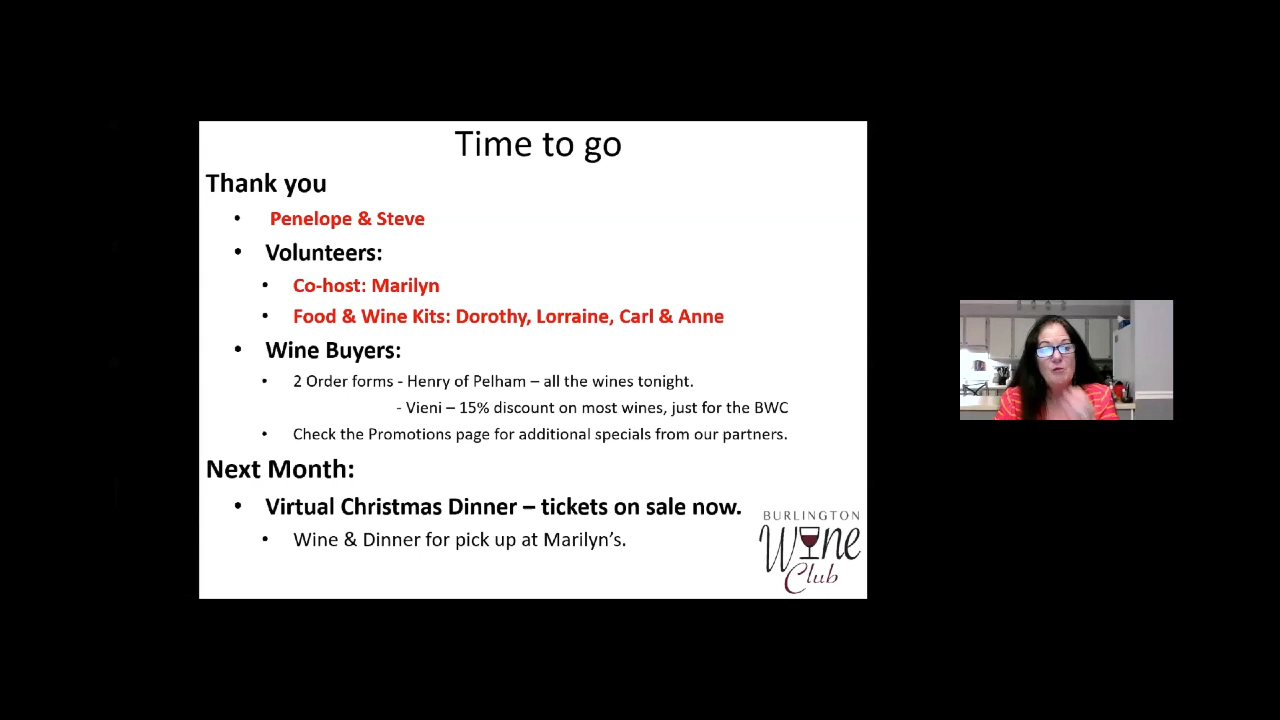 Time to go
Thank you
• Penelope & Steve
• Volunteers:
• Co-host: Marilyn
• Food & Wine Kits: Dorothy, Lorraine, Carl & Anne
• Wine Buyers:
• 2 Order forms - Henry of Pelham – all the wines tonight.
- Vieni – 15% discount on most wines, just for the BWC
• Check the Promotions page for additional specials from our partners.
Next Month:
• Virtual Christmas Dinner – tickets on sale now.
• Wine & Dinner for pick up at Marilyn's.
BURLINGTON
Wine
Club